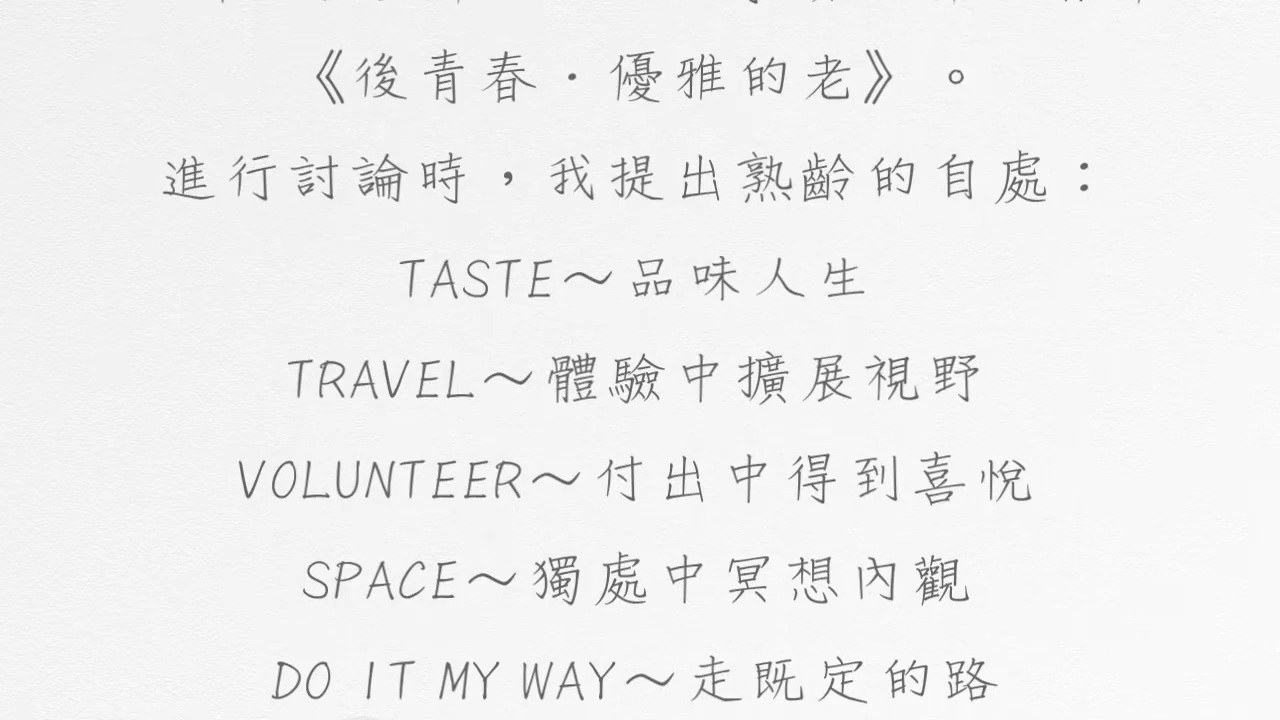 《後青春．優雅的老》。
進行討論時，我提出熟齡的自處：
TASTE～品味人生
TRAVEL～體驗中擴展視野
VOLUNTEER～付出中得到喜悅
SPACE～獨處中冥想內觀
DO IT MY WAY～走既定的路